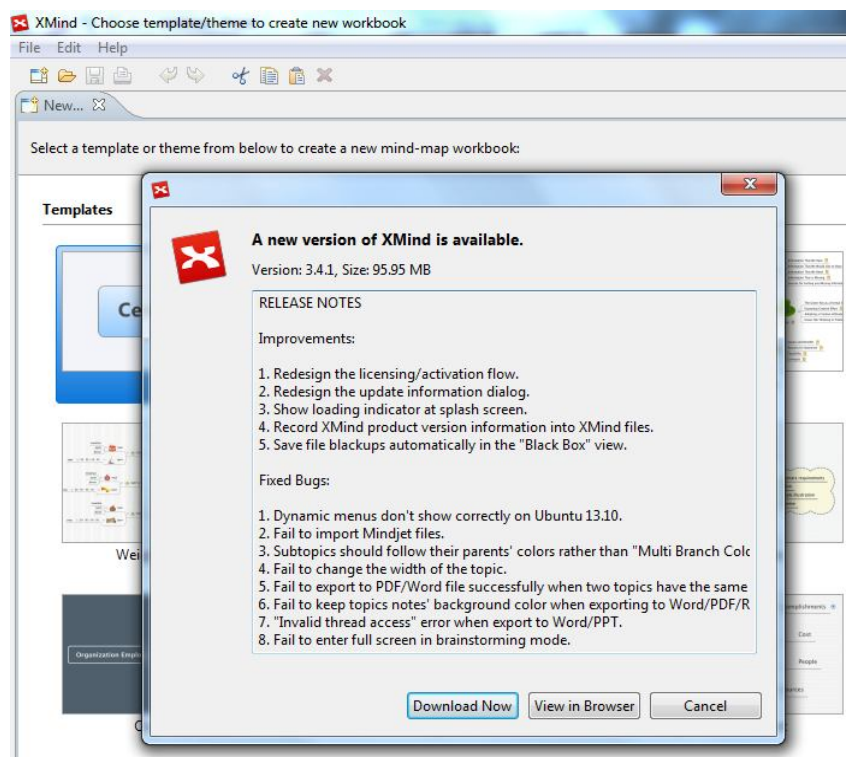 XMind - Choose template/theme to create new workbook
File Edit Help
New...
Select a template or theme from below to create a new mind-map workbook:
Templates
Ce
A new version of XMind is available.
Version: 3.4.1, Size: 95.95 MB
RELEASE NOTES
Improvements:
1. Redesign the licensing/activation flow.
2. Redesign the update information dialog.
3. Show loading indicator at splash screen.
4. Record XMind product version information into XMind files.
5. Save file blackups automatically in the "Black Box" view.
Fixed Bugs:
1. Dynamic menus don't show correctly on Ubuntu 13.10.
2. Fail to import Mindjet files.
3. Subtopics should follow their parents' colors rather than "Multi Branch Colo
4. Fail to change the width of the topic.
5. Fail to export to PDF/Word file successfully when two topics have the same
6. Fail to keep topics notes' background color when exporting to Word/PDF/R
7. "Invalid thread access" error when export to Word/PPT.
8. Fail to enter full screen in brainstorming mode.
Wei
Organization Emplo
Cost
People
Download Now View in Browser Cancel